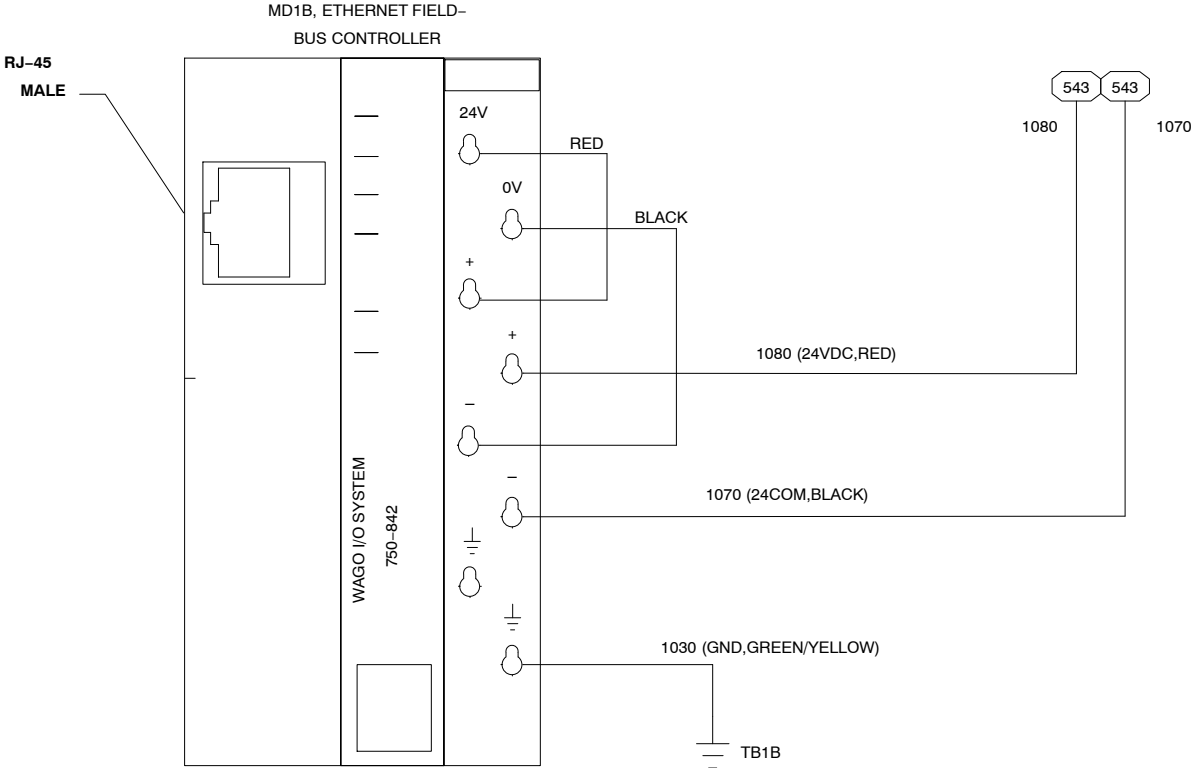 MD1B, ETHERNET FIELD–
BUS CONTROLLER
RJ–45
MALE
543 543
24V
1080 1070
RED
0V
BLACK
+
+
1080 (24VDC,RED)
–
–
1070 (24COM,BLACK)
WAGO I/O SYSTEM
750–842
1030 (GND,GREEN/YELLOW)
TB1B